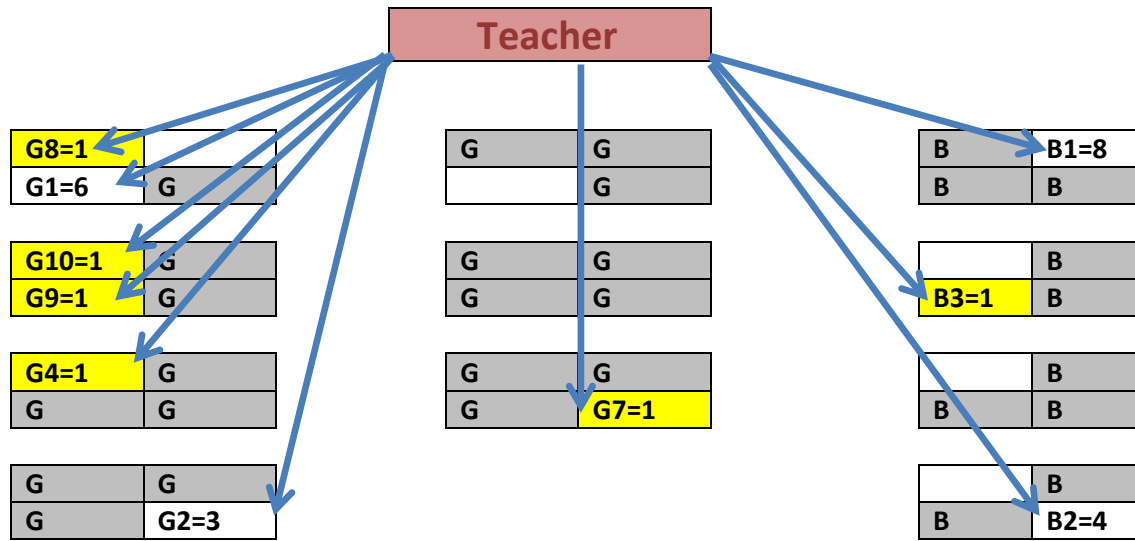 Teacher
G8=1
G1=6 G
G10=1 G
G9=1 G
G4=1 G
G G
G G
G G2=3
G G
G
G G
G G
G G
G G7=1
B B1=8
B B
B
B3=1 B
B
B B
B
B B2=4